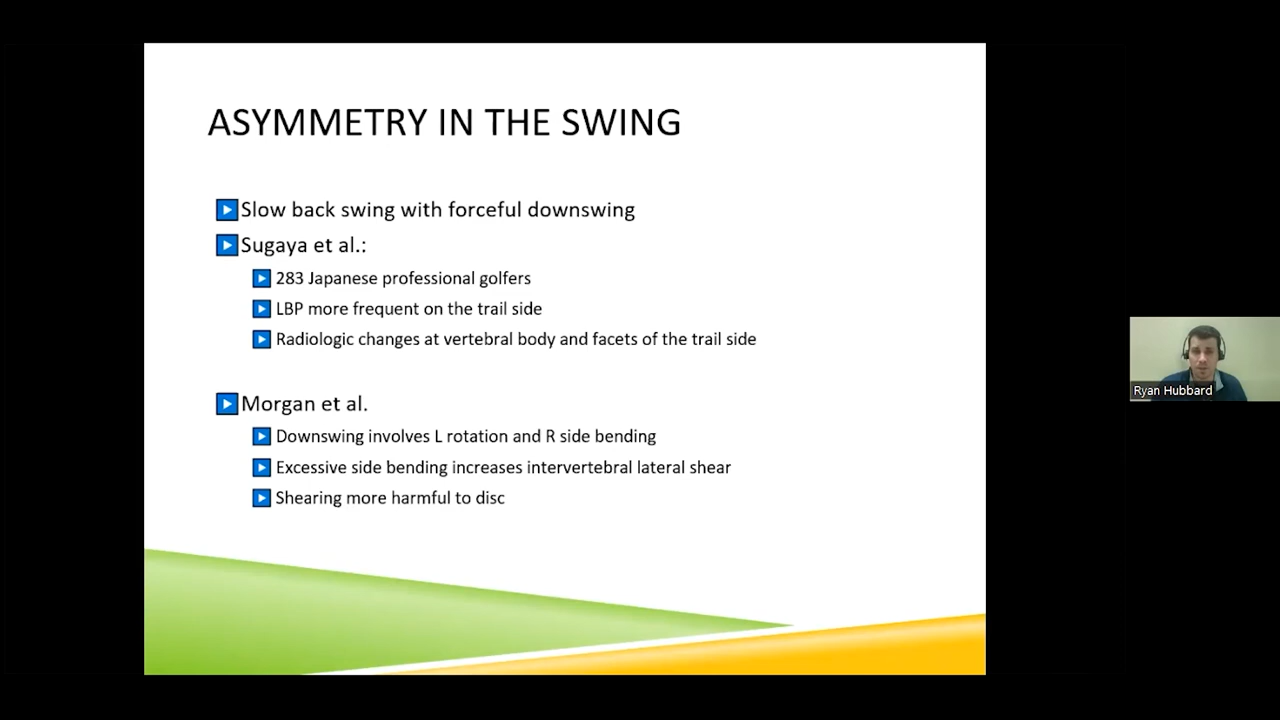 ASYMMETRY IN THE SWING
Slow back swing with forceful downswing
Sugaya et al.:
283 Japanese professional golfers
LBP more frequent on the trail side
Radiologic changes at vertebral body and facets of the trail side
Morgan et al.
Downswing involves L rotation and R side bending
Excessive side bending increases intervertebral lateral shear
Shearing more harmful to disc
Ryan Hubbard